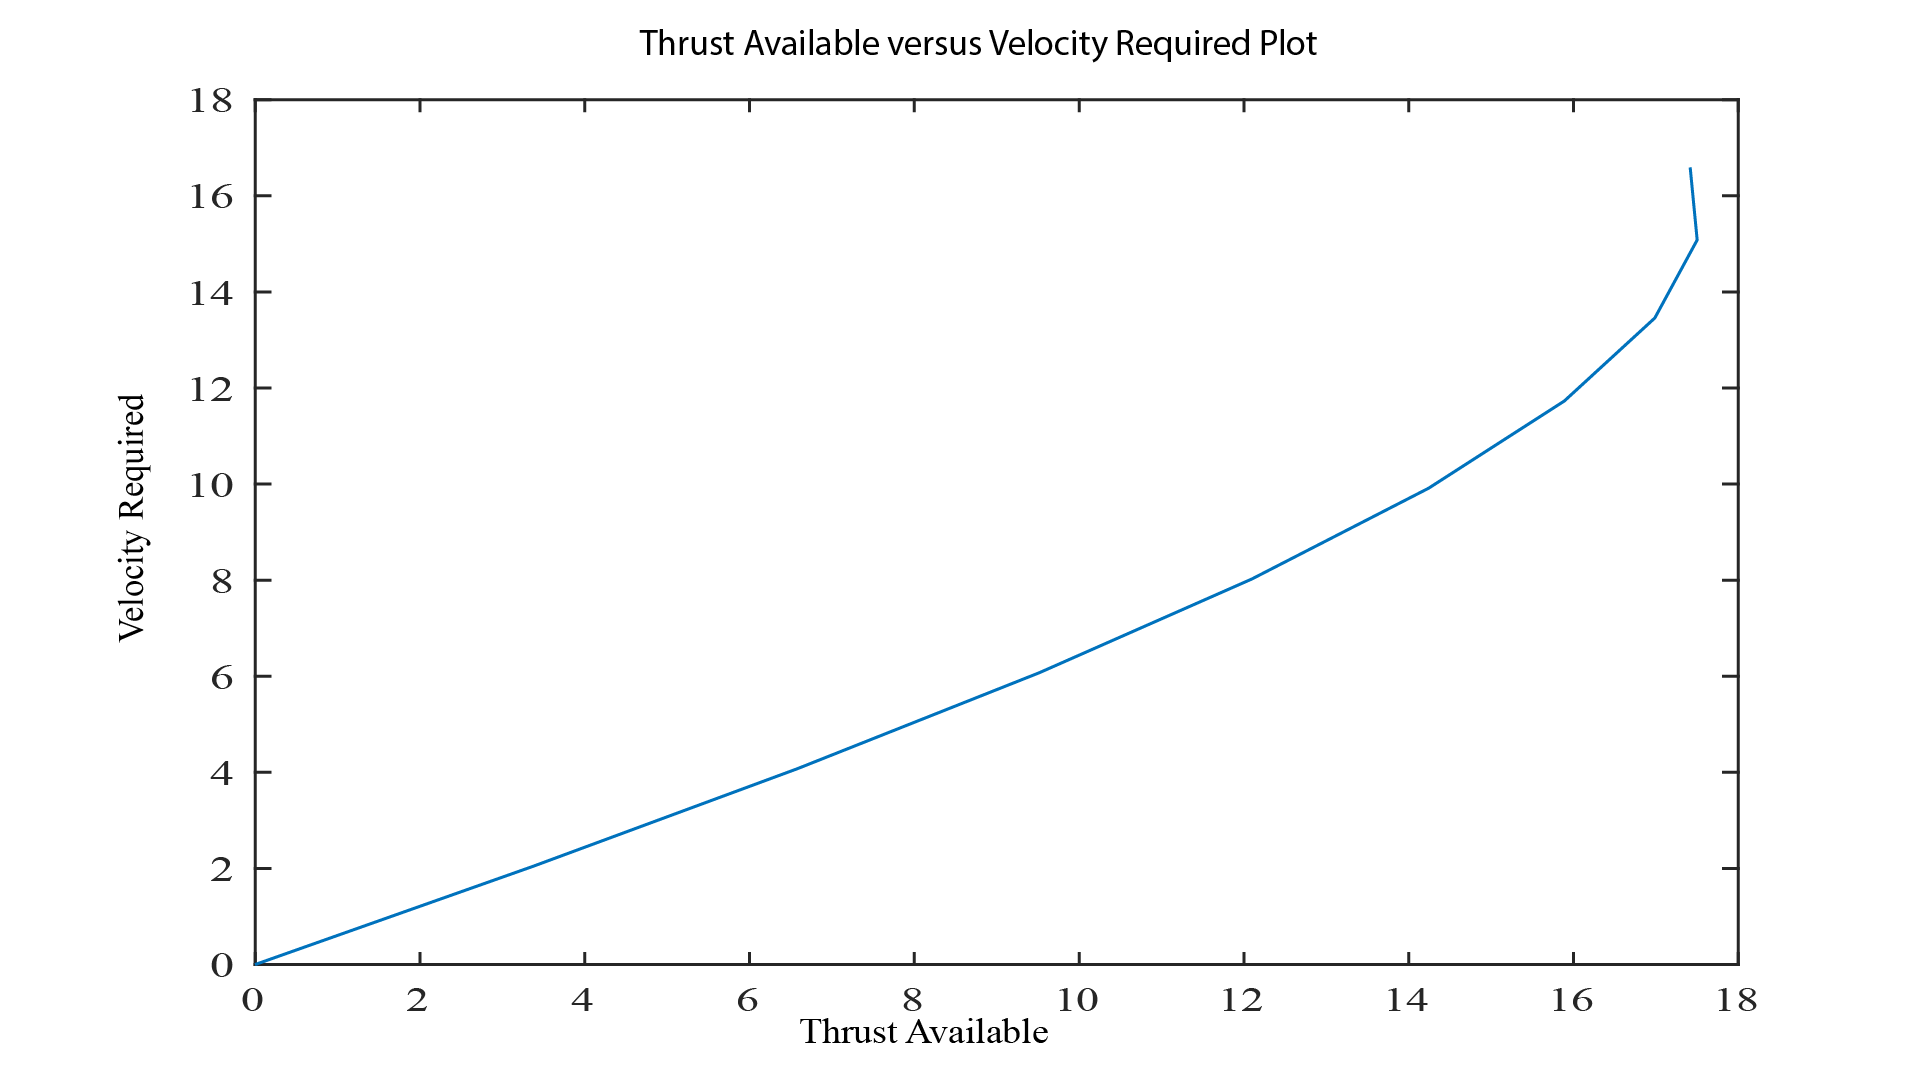 Thrust Available versus Velocity Required Plot
18
16
14
12
10
8
6
4
2
0
Velocity Required
0 2 4 6 8 10 12 14 16 18
Thrust Available